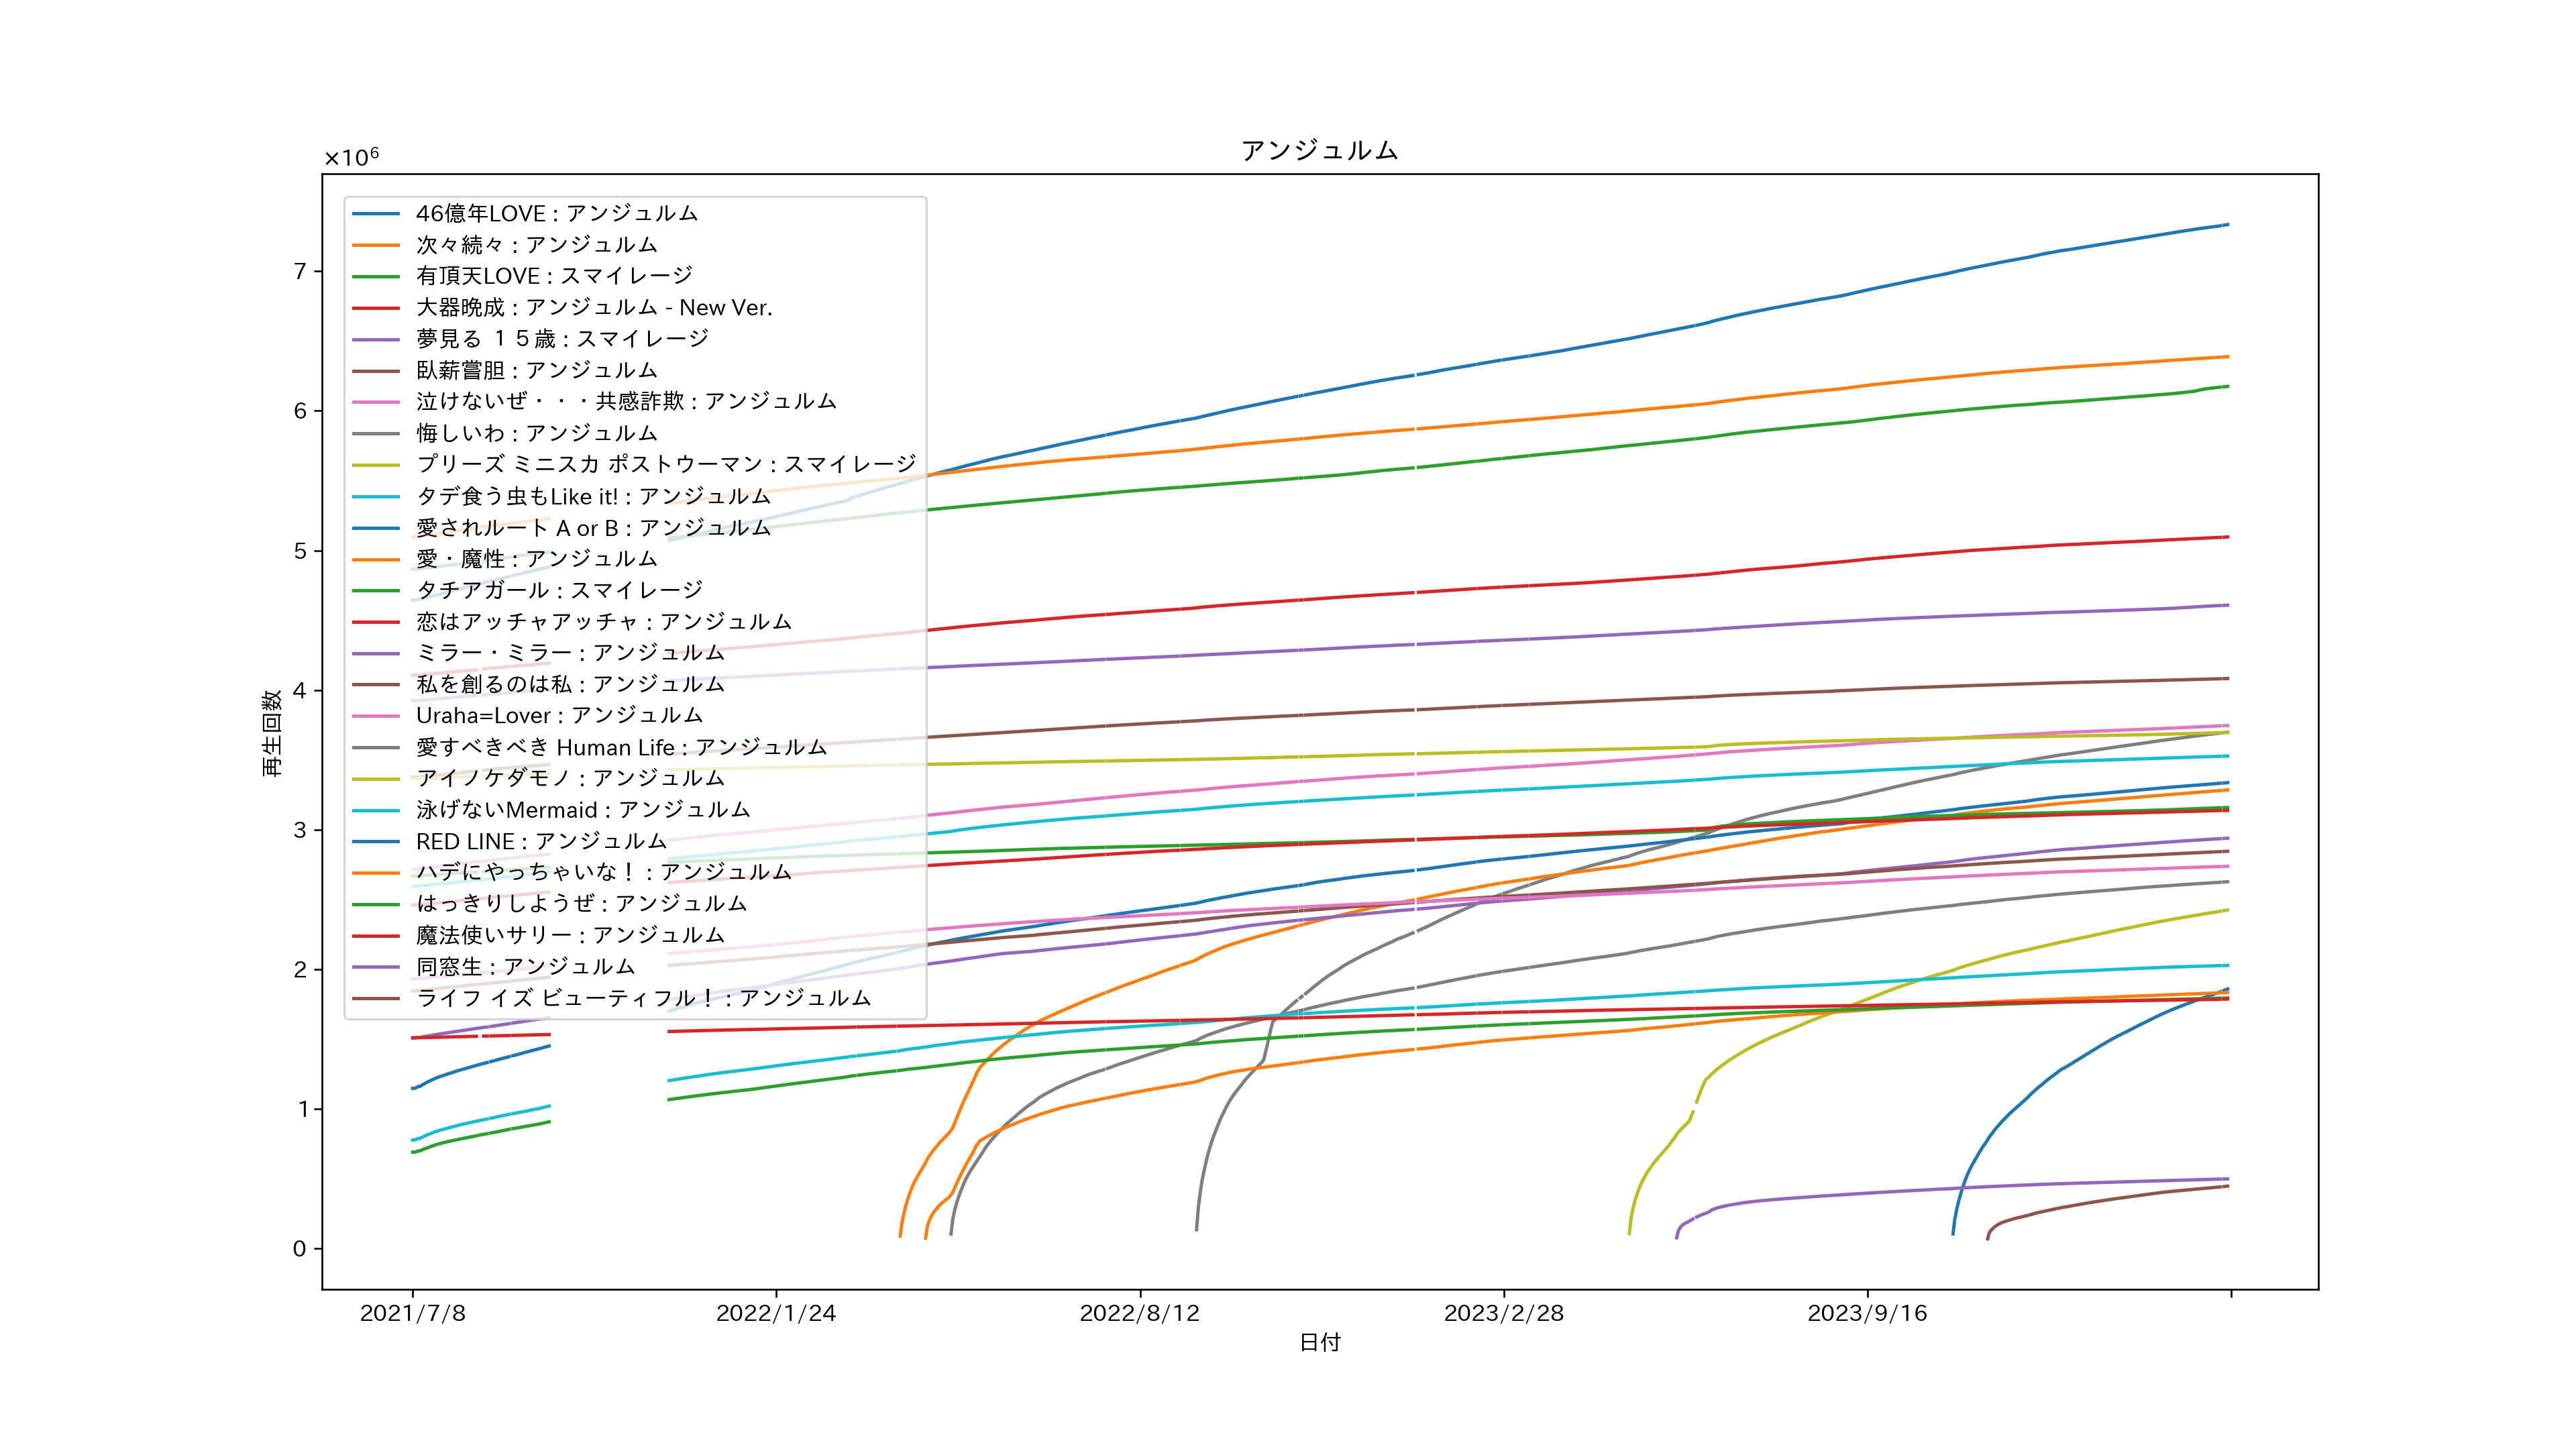 アンジュルム
×10⁶
46億年LOVE : アンジュルム
次々続々 : アンジュルム
有頂天LOVE : スマイレージ
大器晩成 : アンジュルム - New Ver.
夢見る １５歳 : スマイレージ
臥薪嘗胆 : アンジュルム
泣けないぜ・・・共感詐欺 : アンジュルム
悔しいわ : アンジュルム
プリーズ ミニスカ ポストウーマン : スマイレージ
タデ食う虫もLike it! : アンジュルム
愛されルート A or B : アンジュルム
愛・魔性 : アンジュルム
タチアガール : スマイレージ
恋はアッチャアッチャ : アンジュルム
ミラー・ミラー : アンジュルム
私を創るのは私 : アンジュルム
Uraha=Lover : アンジュルム
愛すべきべき Human Life : アンジュルム
アイノケダモノ : アンジュルム
泳げないMermaid : アンジュルム
RED LINE : アンジュルム
ハデにやっちゃいな！ : アンジュルム
はっきりしようぜ : アンジュルム
魔法使いサリー : アンジュルム
同窓生 : アンジュルム
ライフ イズ ビューティフル！ : アンジュルム
7
6
5
4
3
2
1
0
再生回数
2021/7/8
2022/1/24
2022/8/12
2023/2/28
2023/9/16
日付